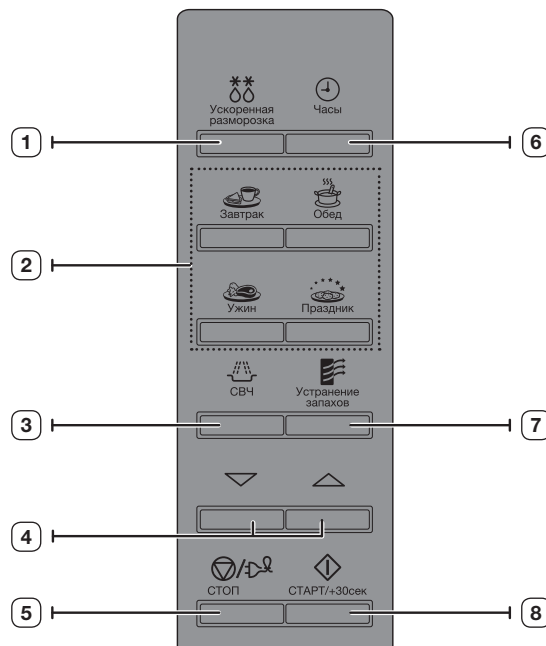 Ускоренная
разморозка
Часы
1
6
Завтрак
Обед
2
Ужин
Праздник
СВЧ
Устранение
запахов
3
7
4
СТОП
СТАРТ/+30сек
5
8